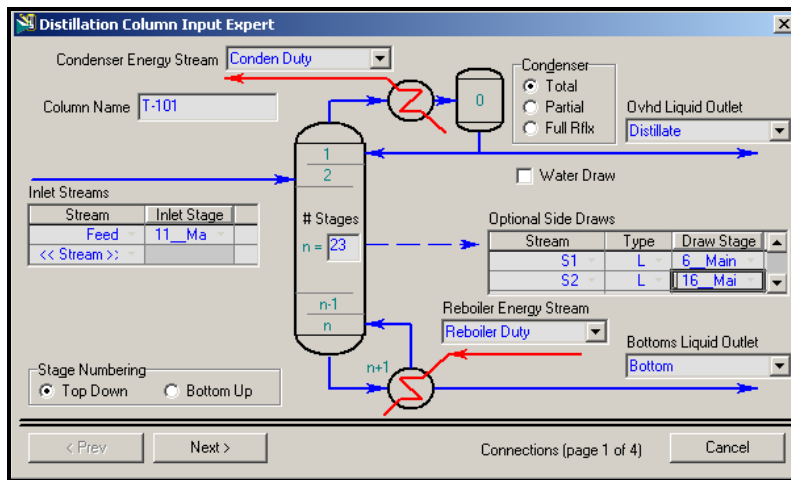 Distillation Column Input Expert
Condenser Energy Stream Conden Duty
Column Name T-101
0
Condenser
Total
Partial
Full Rflx
Ovhd Liquid Outlet
Distillate
1
2
Water Draw
Inlet Streams
Stream Inlet Stage
Feed 11__Ma
<< Stream >>
# Stages
n = 23
Optional Side Draws
Stream Type Draw Stage
S1 L 6__Main
S2 L 16__Mai
n-1
n
n+1
Reboiler Energy Stream
Reboiler Duty
Bottoms Liquid Outlet
Bottom
Stage Numbering
Top Down Bottom Up
< Prev Next > Connections (page 1 of 4) Cancel